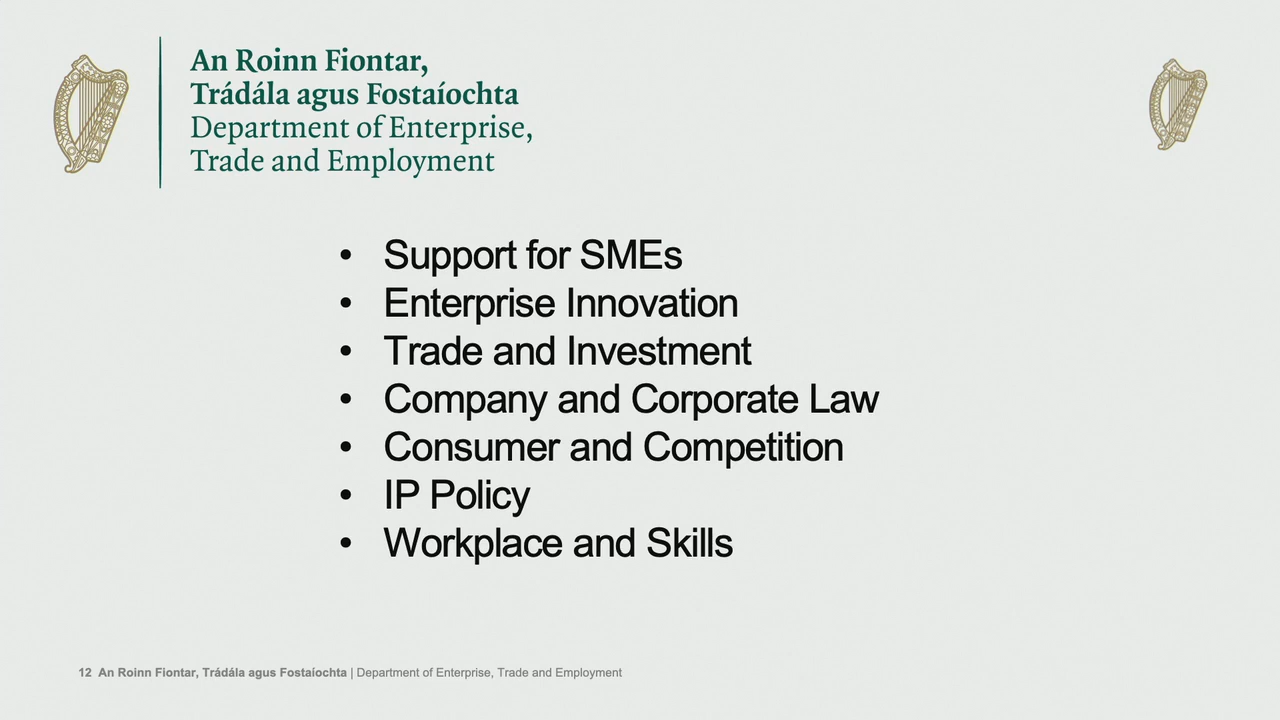 An Roinn Fiontar,
Trádála agus Fostaíochta
Department of Enterprise,
Trade and Employment
• Support for SMEs
• Enterprise Innovation
• Trade and Investment
• Company and Corporate Law
• Consumer and Competition
• IP Policy
• Workplace and Skills
12 An Roinn Fiontar, Trádála agus Fostaíochta | Department of Enterprise, Trade and Employment